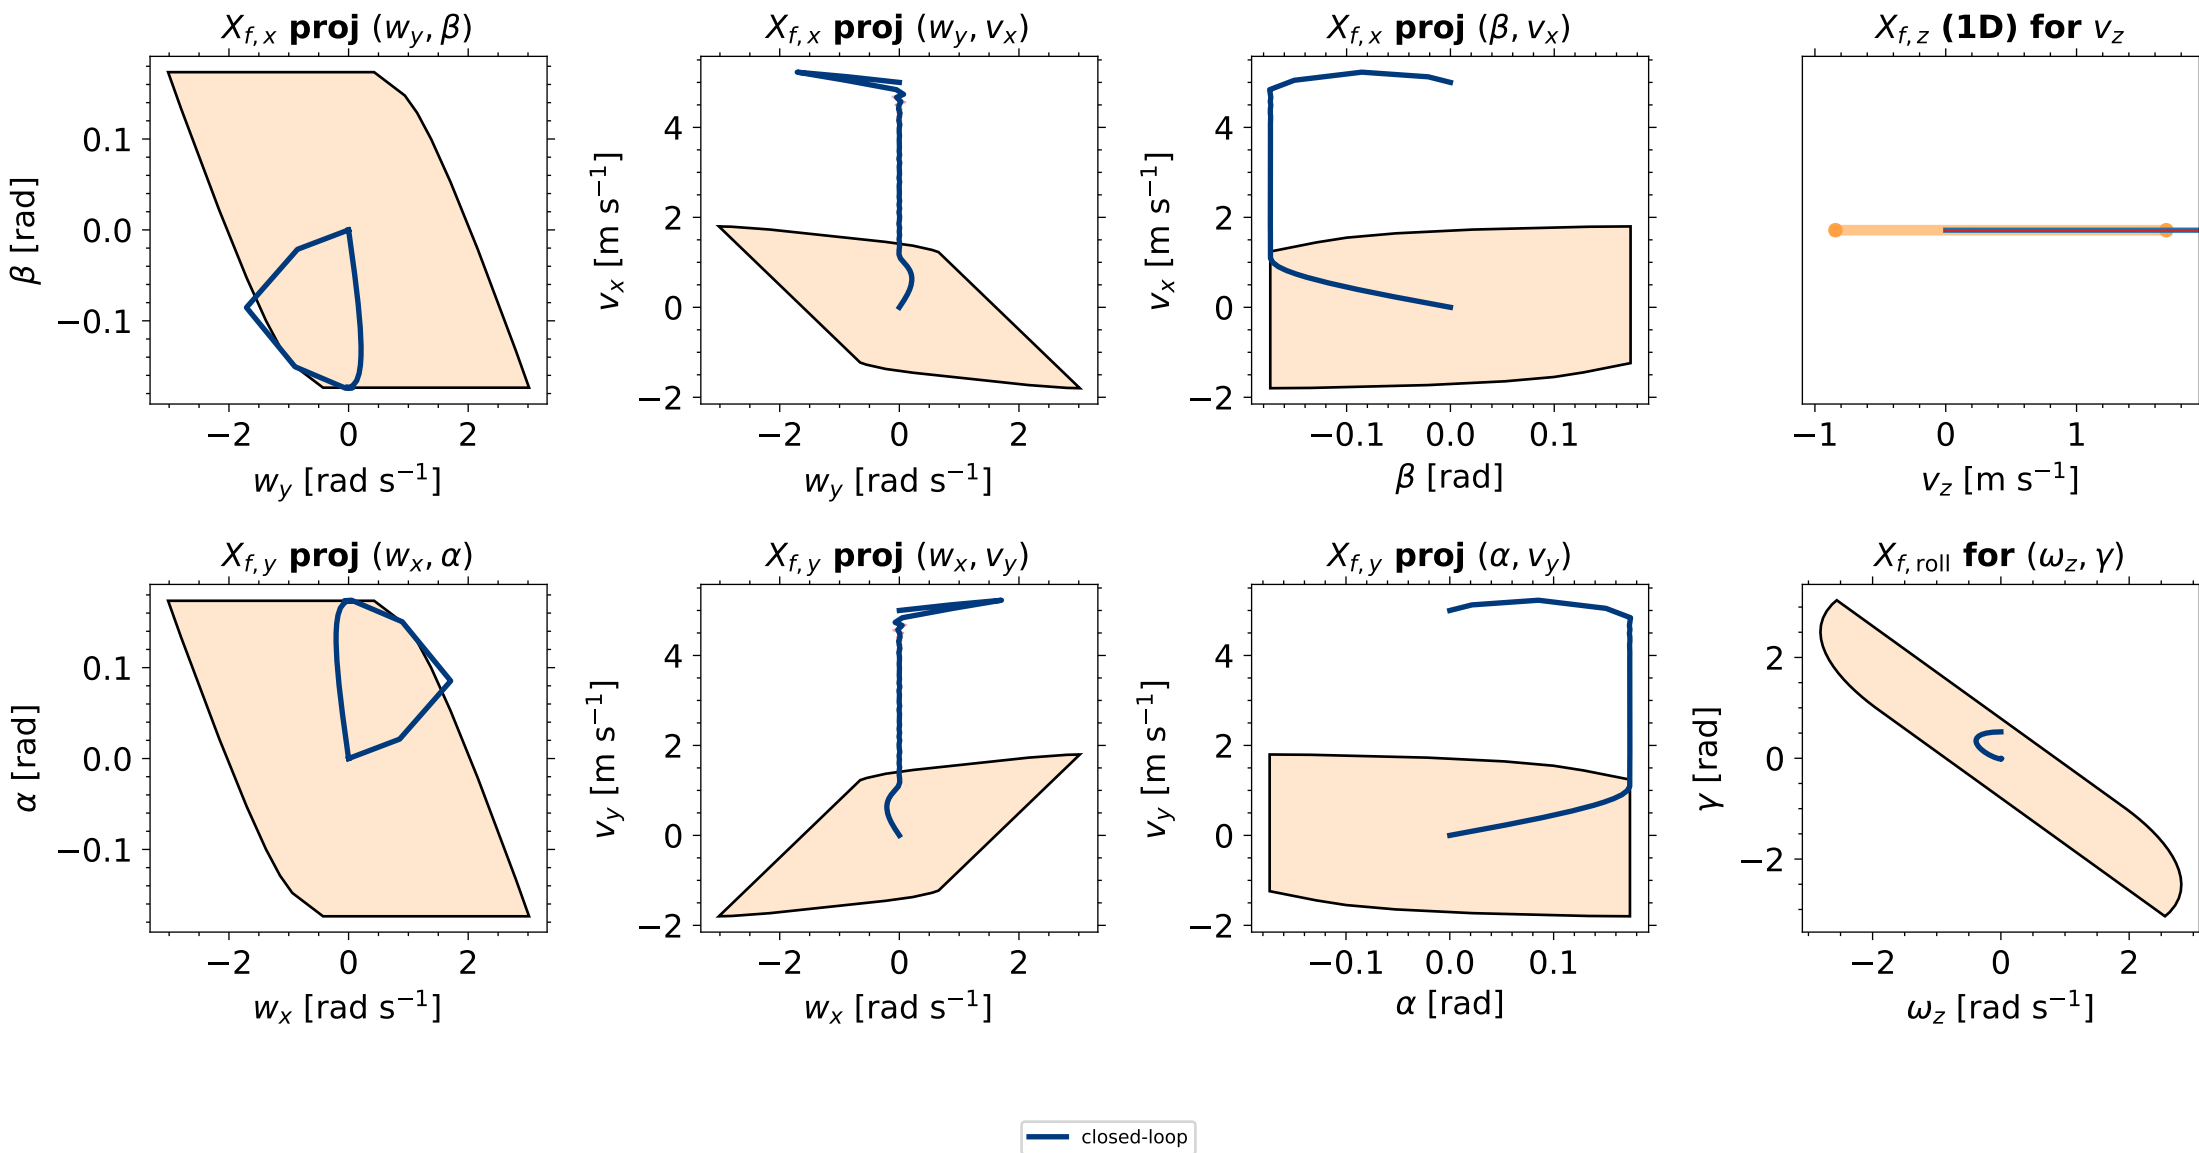 X_{f,x} proj (w_y, β)
0.1
0.0
−0.1
β [rad]
−2 0 2
w_y [rad s⁻¹]
X_{f,x} proj (w_y, v_x)
4
2
0
−2
v_x [m s⁻¹]
−2 0 2
w_y [rad s⁻¹]
X_{f,x} proj (β, v_x)
4
2
0
−2
v_x [m s⁻¹]
−0.1 0.0 0.1
β [rad]
X_{f,z} (1D) for v_z
−1 0 1
v_z [m s⁻¹]
X_{f,y} proj (w_x, α)
0.1
0.0
−0.1
α [rad]
−2 0 2
w_x [rad s⁻¹]
X_{f,y} proj (w_x, v_y)
4
2
0
−2
v_y [m s⁻¹]
−2 0 2
w_x [rad s⁻¹]
X_{f,y} proj (α, v_y)
4
2
0
−2
v_y [m s⁻¹]
−0.1 0.0 0.1
α [rad]
X_{f,roll} for (ω_z, γ)
2
0
−2
γ [rad]
−2 0 2
ω_z [rad s⁻¹]
closed-loop